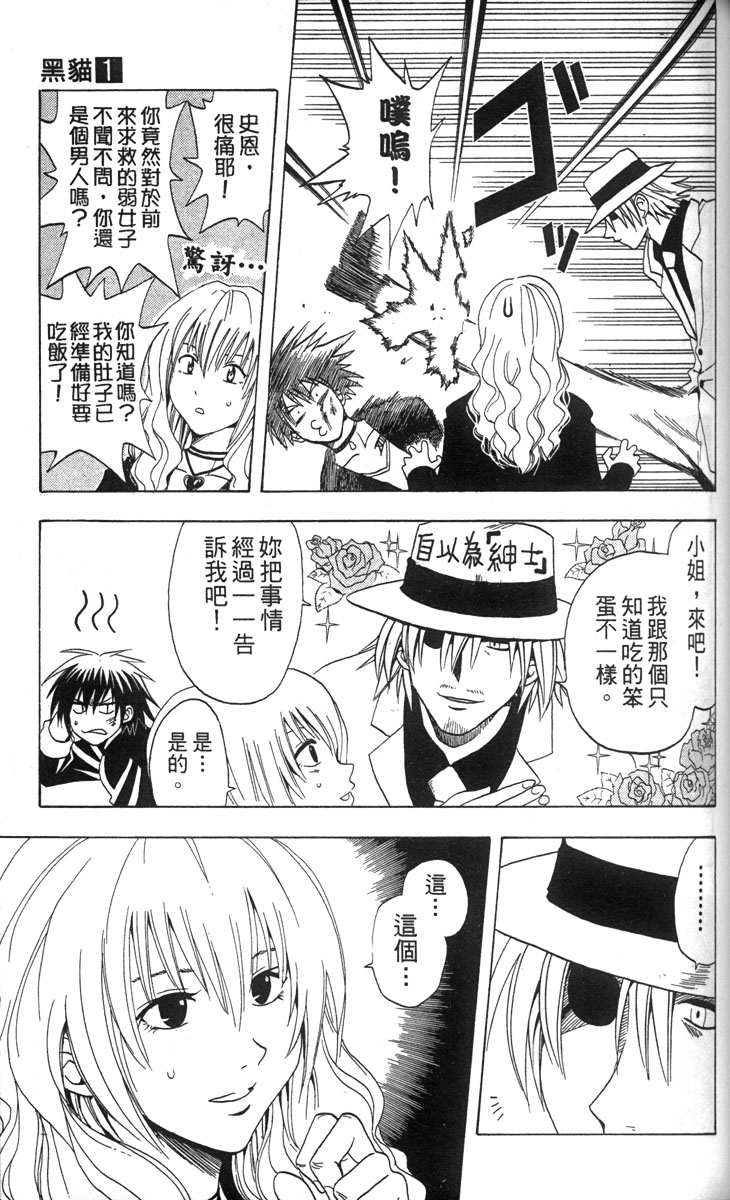 黑貓1
ド
噗嗚！
史恩，
很痛耶！
你竟然對於前
來求救的弱女子
不聞不問，你還
是個男人嗎？
驚訝…
你知道嗎？
我的肚子已
經準備好要
吃飯了！
小姐，來吧！
我跟那個只
知道吃的笨
蛋不一樣。
自以為「紳士」
妳把事情
經過一一告
訴我吧！
是…
是的。
………
這…
這個…